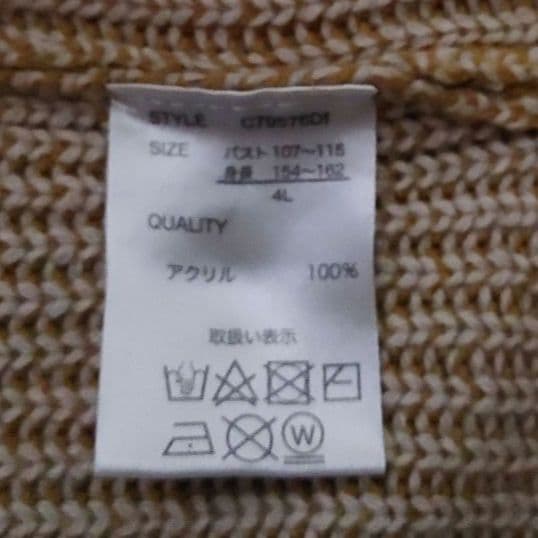 STYLE
SIZE バスト 107～115
身長 154～162
4L
QUALITY
アクリル 100%
取扱い表示
W